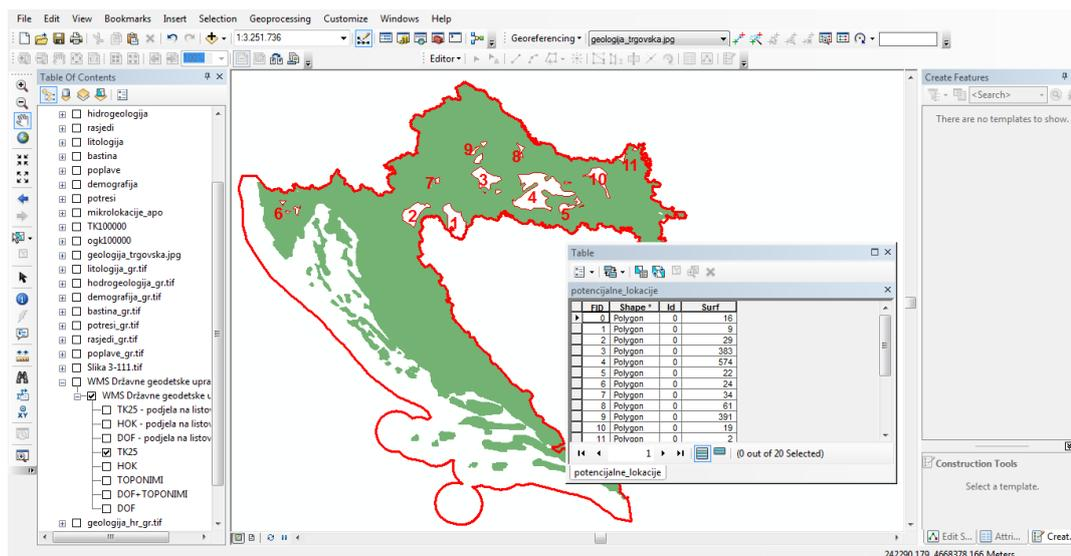 File Edit View Bookmarks Insert Selection Geoprocessing Customize Windows Help
1:3.251.736 Georeferencing geologija_trgovska.jpg
100% Editor
Table Of Contents
hidrogeologija
rasjedi
litologija
bastina
poplave
demografija
potresi
mikrolokacije_apo
TK100000
ogk100000
geologija_trgovska.jpg
litologija_gr.tif
hodrogeologija_gr.tif
demografija_gr.tif
bastina_gr.tif
potresi_gr.tif
rasjedi_gr.tif
poplave_gr.tif
Slika 3-111.tif
WMS Državne geodetske upra
WMS Državne geodetske u
TK25 - podjela na listo
HOK - podjela na listov
DOF - podjela na listov
TK25
HOK
TOPONIMI
DOF+TOPONIMI
DOF
geologija_hr_gr.tif
9
8
11
7
3
10
4
6
2
1
5
Table
potencijalne_lokacije
FID Shape * Id Surf
0 Polygon 0 16
1 Polygon 0 9
2 Polygon 0 29
3 Polygon 0 383
4 Polygon 0 574
5 Polygon 0 22
6 Polygon 0 24
7 Polygon 0 34
8 Polygon 0 61
9 Polygon 0 391
10 Polygon 0 19
11 Polygon 0 2
1 (0 out of 20 Selected)
potencijalne_lokacije
Create Features
<Search>
There are no templates to show.
Construction Tools
Select a template.
Edit S... Attri... Creat.
242290,179 4668378,166 Meters